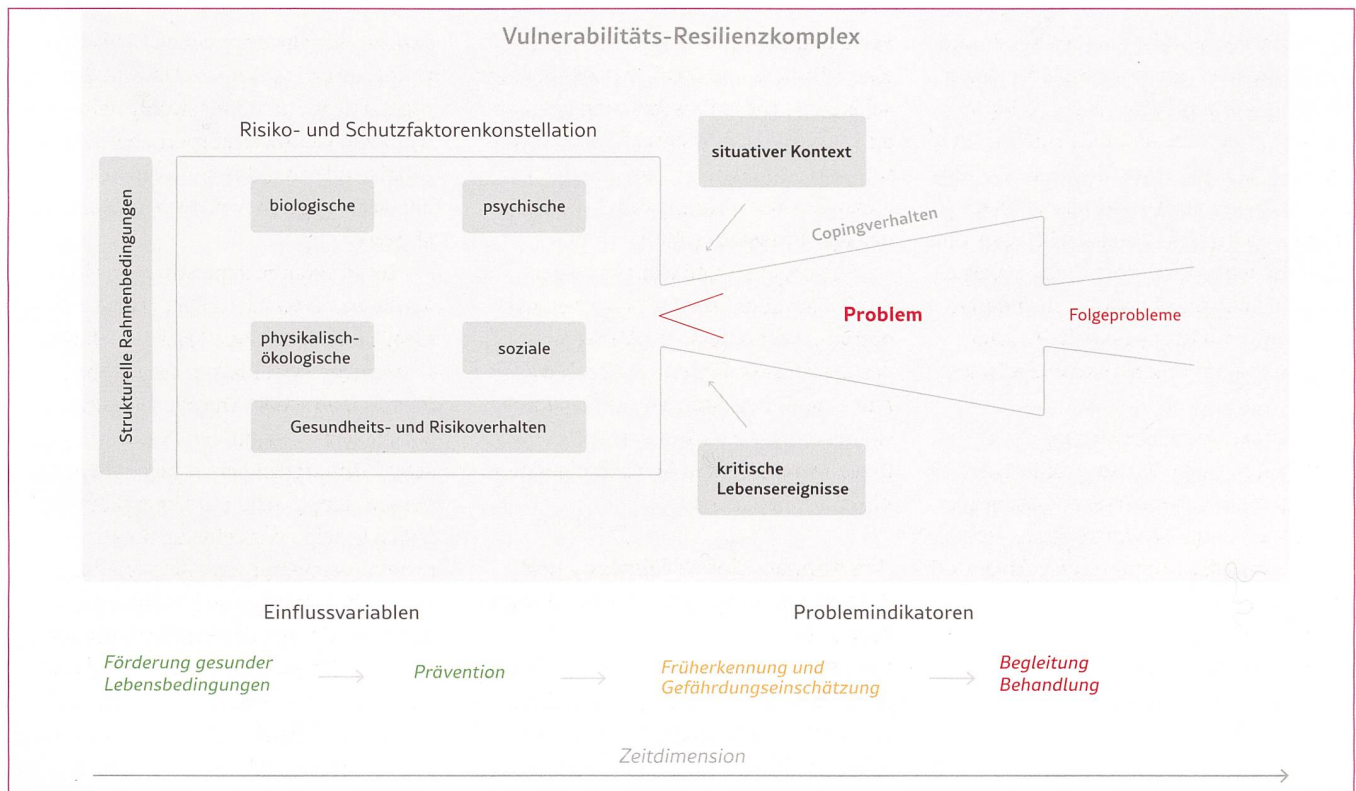 Vulnerabilitäts-Resilienzkomplex
Risiko- und Schutzfaktorenkonstellation
situativer Kontext
Strukturelle Rahmenbedingungen
biologische
psychische
Copingverhalten
Problem
Folgeprobleme
physikalisch-
ökologische
soziale
Gesundheits- und Risikoverhalten
kritische
Lebensereignisse
Einflussvariablen
Problemindikatoren
Förderung gesunder
Lebensbedingungen
Prävention
Früherkennung und
Gefährdungseinschätzung
Begleitung
Behandlung
Zeitdimension